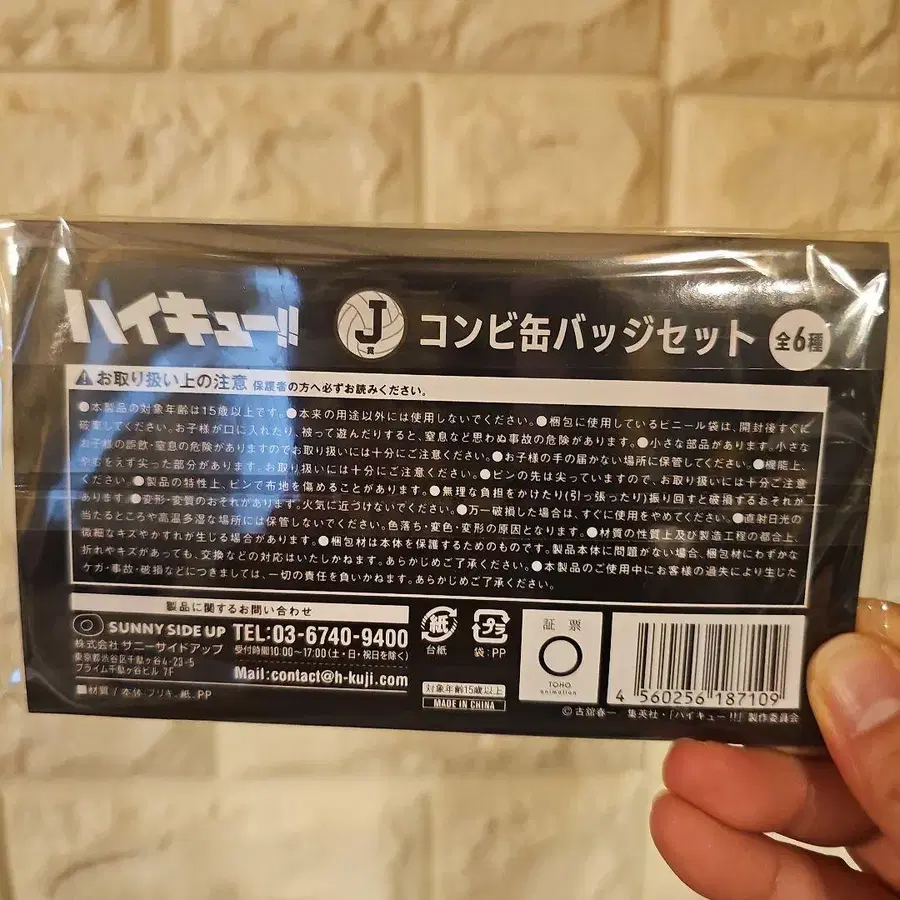 ハイキュー!!
J賞
コンビ缶バッジセット
全6種
お取り扱い上の注意 保護者の方へ必ずお読みください。
●本製品の対象年齢は15歳以上です。●本来の用途以外には使用しないでください。●梱包に使用しているビニール袋は、開封後すぐに
破棄してください。お子様が口に入れたり、被って遊んだりすると、窒息など思わぬ事故の危険があります。●小さな部品があります。小さな
お子様の誤飲・窒息の危険がありますのでお取り扱いには十分にご注意ください。●お子様の手の届かない場所に保管してください。●機能上、
やむをえず尖った部分があります。お取り扱いには十分にご注意ください。●ピンの先は尖っていますので、お取り扱いには十分ご注意
ください。●製品の特性上、ピンで布地を傷めることがあります。●無理な負担をかけたり(引っ張ったり)振り回すと破損するおそれが
あります。●変形・変質のおそれがあります。火気に近づけないでください。●万一破損した場合は、すぐに使用をやめてください。●直射日光の
当たるところや高温多湿な場所には保管しないでください。色落ち・変色・変形の原因となります。●材質の性質上及び製造工程の都合上、
微細なキズやかすれが生じる場合があります。●梱包材は本体を保護するためのものです。製品本体に問題がない場合、梱包材にわずかな
折れやキズがあっても、交換などの対応はいたしかねます。あらかじめご了承ください。●本製品のご使用中にお客様の過失により生じた
ケガ・事故・破損などにつきましては、一切の責任を負いかねます。あらかじめご了承ください。
製品に関するお問い合わせ
SUNNY SIDE UP TEL:03-6740-9400
株式会社 サニーサイドアップ 受付時間10:00~17:00(土・日・祝日を除く)
東京都渋谷区千駄ヶ谷4-23-5
プライム千駄ヶ谷ビル 7F
Mail:contact@h-kuji.com
■材質 / 本体:ブリキ、紙、PP
紙
台紙
プラ
袋:PP
対象年齢15歳以上
MADE IN CHINA
証票
TOHO
animation
4 560256 187109
©古舘春一/集英社・「ハイキュー!!」製作委員会